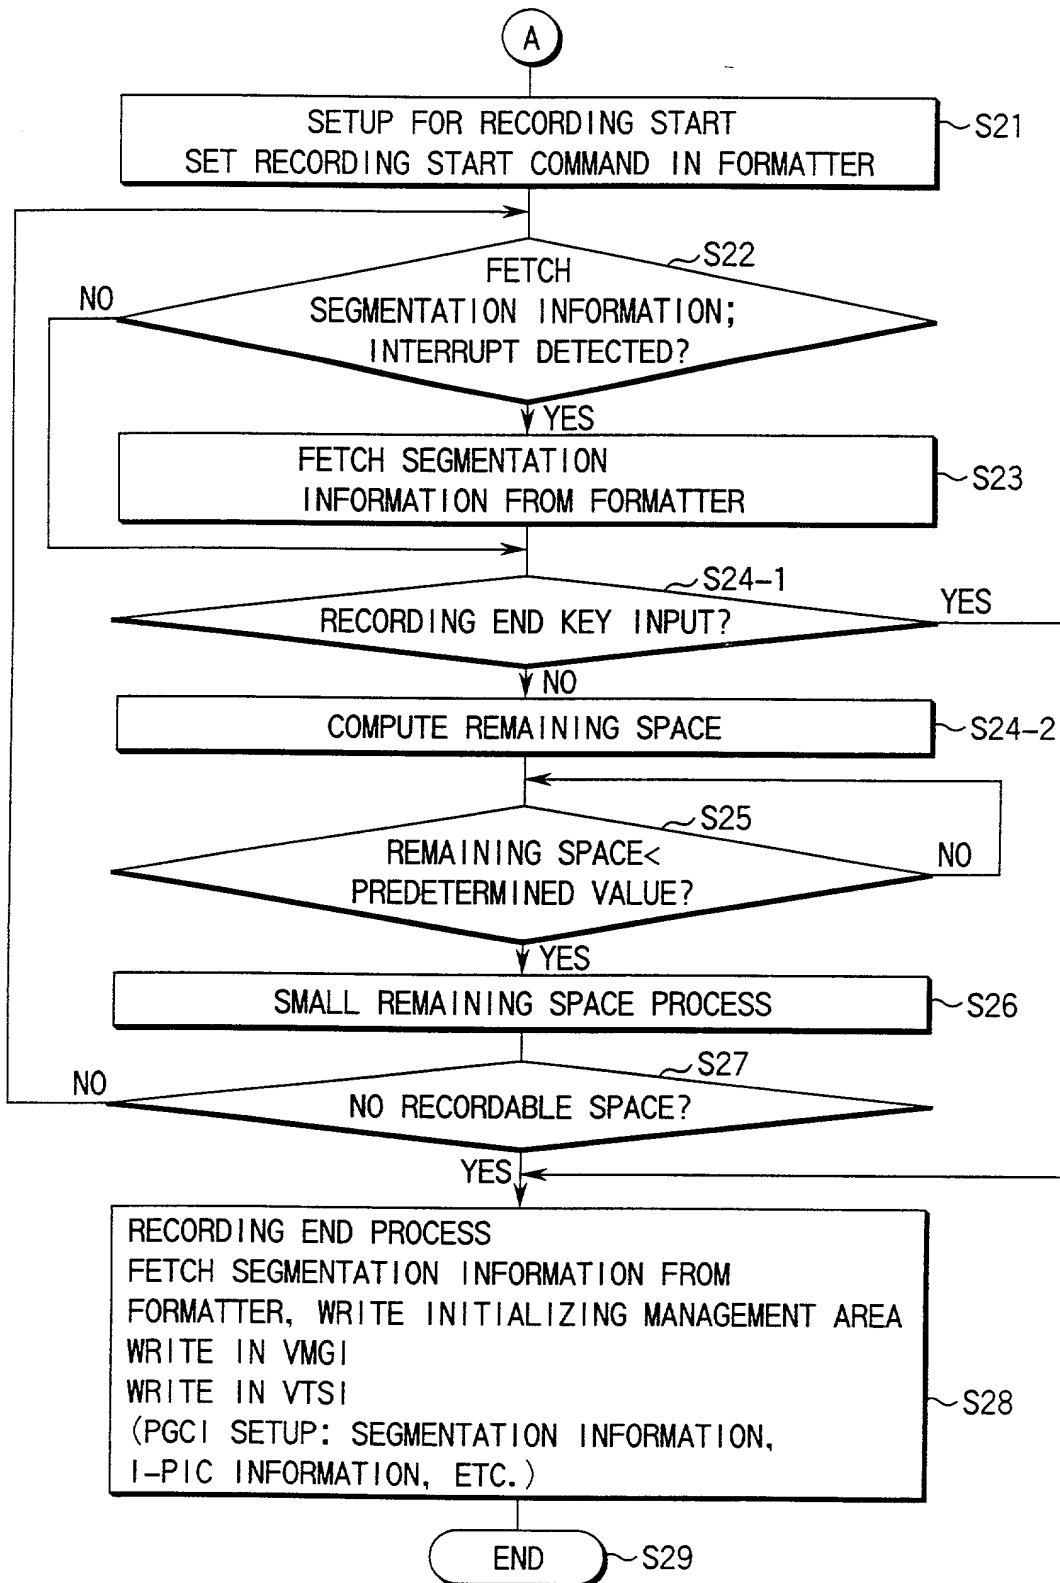 A
SETUP FOR RECORDING START
SET RECORDING START COMMAND IN FORMATTER
S21
S22
FETCH
SEGMENTATION INFORMATION;
INTERRUPT DETECTED?
NO
YES
FETCH SEGMENTATION
INFORMATION FROM FORMATTER
S23
S24-1
RECORDING END KEY INPUT?
YES
NO
COMPUTE REMAINING SPACE
S24-2
S25
REMAINING SPACE<
PREDETERMINED VALUE?
NO
YES
SMALL REMAINING SPACE PROCESS
S26
S27
NO RECORDABLE SPACE?
NO
YES
RECORDING END PROCESS
FETCH SEGMENTATION INFORMATION FROM
FORMATTER, WRITE INITIALIZING MANAGEMENT AREA
WRITE IN VMGI
WRITE IN VTSI
(PGCI SETUP: SEGMENTATION INFORMATION,
I-PIC INFORMATION, ETC.)
S28
END
S29